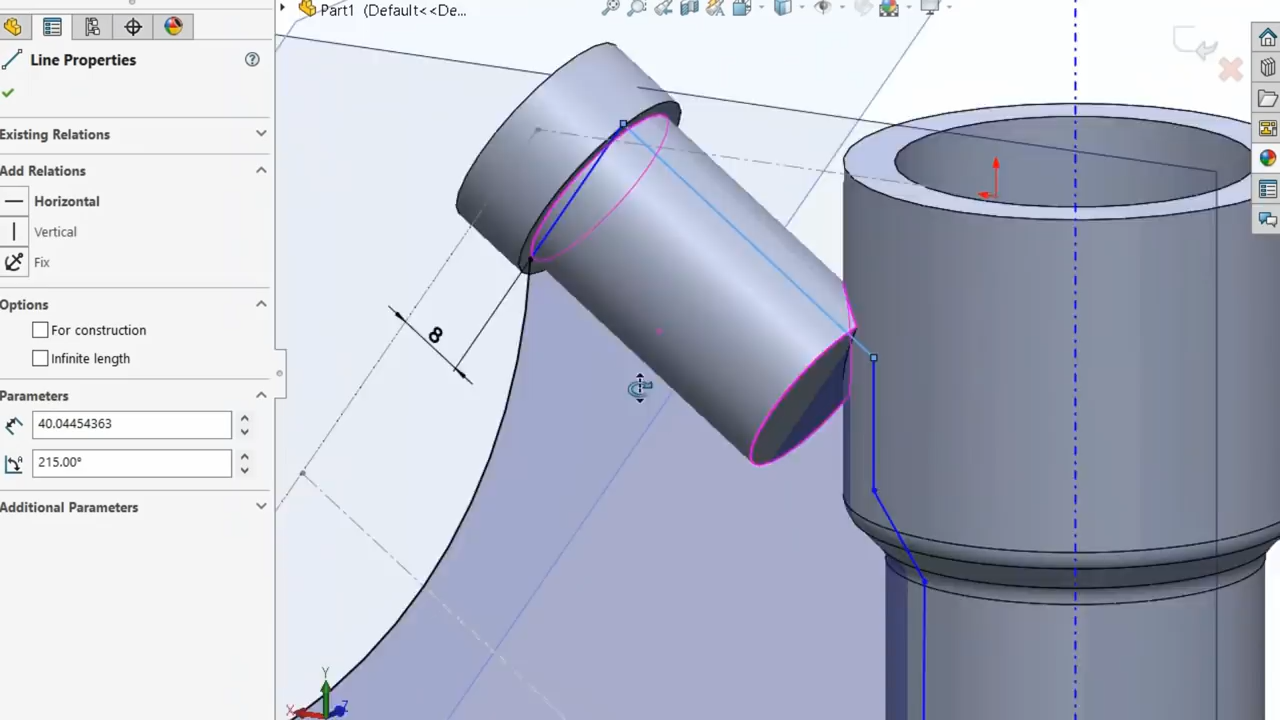 Part1 (Default<<De...
Line Properties
Existing Relations
Add Relations
Horizontal
Vertical
Fix
Options
For construction
Infinite length
Parameters
40.04454363
215.00°
Additional Parameters
8
Y
X
Z